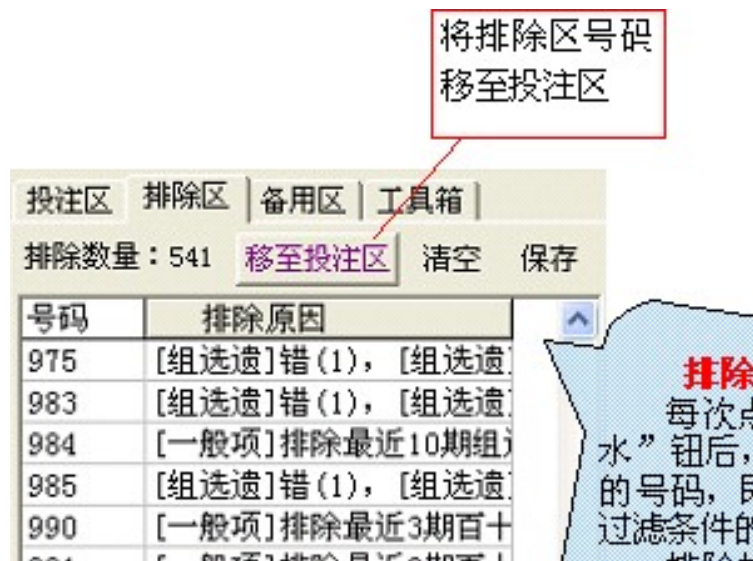 将排除区号码
移至投注区
投注区 排除区 备用区 工具箱
排除数量：541 移至投注区 清空 保存
号码 排除原因
975 [组选遗]错(1), [组选遗]
983 [组选遗]错(1), [组选遗]
984 [一般项]排除最近10期组
985 [组选遗]错(1), [组选遗]
990 [一般项]排除最近3期百十
排除
每次点
水”钮后，
的号码，
过滤条件的